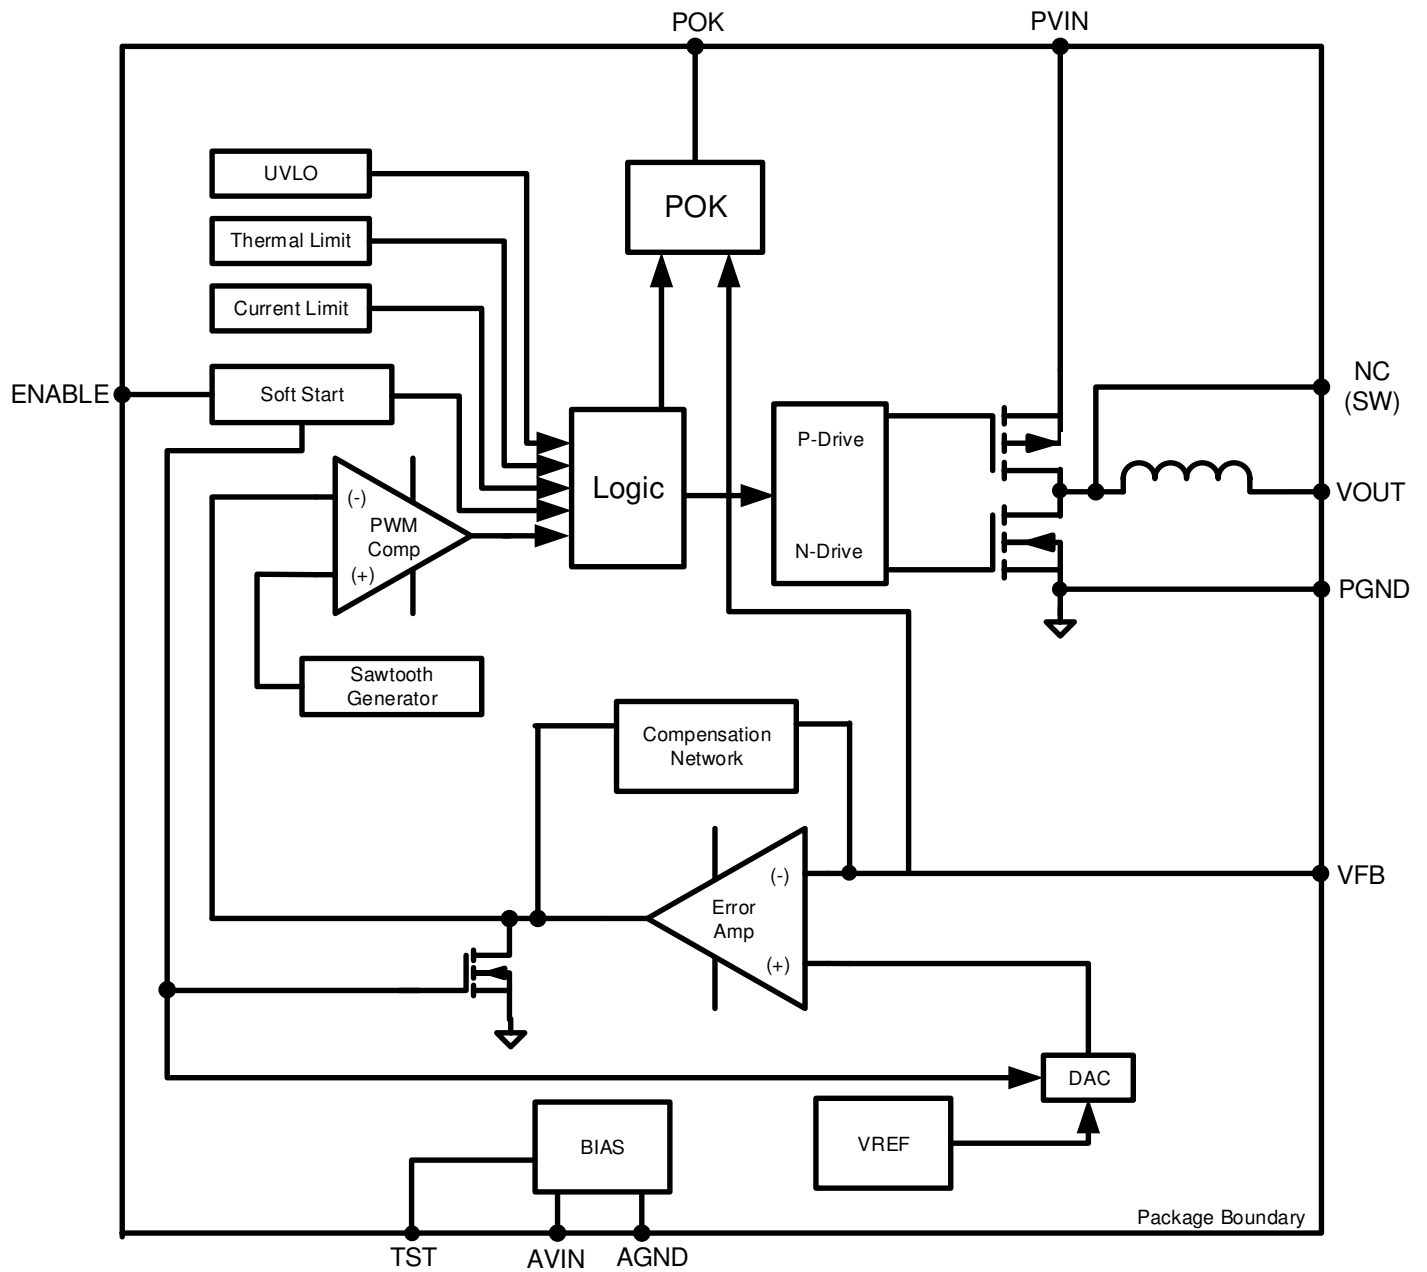 POK
PVIN
UVLO
Thermal Limit
POK
Current Limit
ENABLE
Soft Start
NC
(SW)
P-Drive
Logic
(-)
PWM
Comp
(+)
N-Drive
VOUT
PGND
Sawtooth
Generator
Compensation
Network
(-)
Error
Amp
(+)
VFB
DAC
BIAS
VREF
Package Boundary
TST
AVIN
AGND